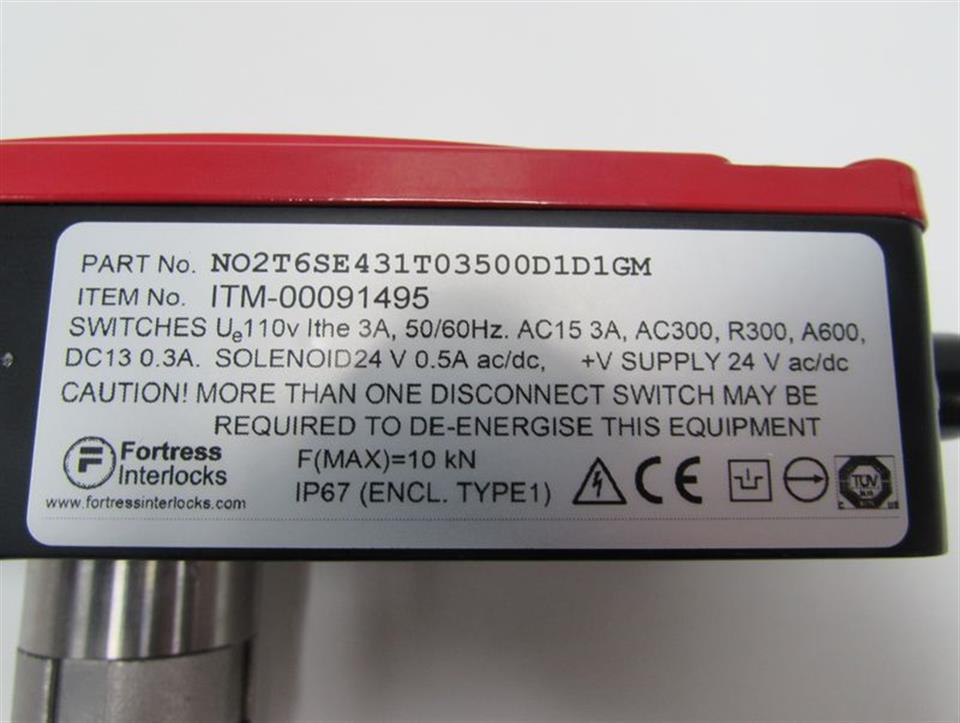 PART No. NO2T6SE431T03500D1D1GM
ITEM No. ITM-00091495
SWITCHES Ue110v Ithe 3A, 50/60Hz. AC15 3A, AC300, R300, A600,
DC13 0.3A. SOLENOID24 V 0.5A ac/dc, +V SUPPLY 24 V ac/dc
CAUTION! MORE THAN ONE DISCONNECT SWITCH MAY BE
REQUIRED TO DE-ENERGISE THIS EQUIPMENT
F Fortress
Interlocks
www.fortressinterlocks.com
F(MAX)=10 kN
IP67 (ENCL. TYPE1)
CE
TÜV